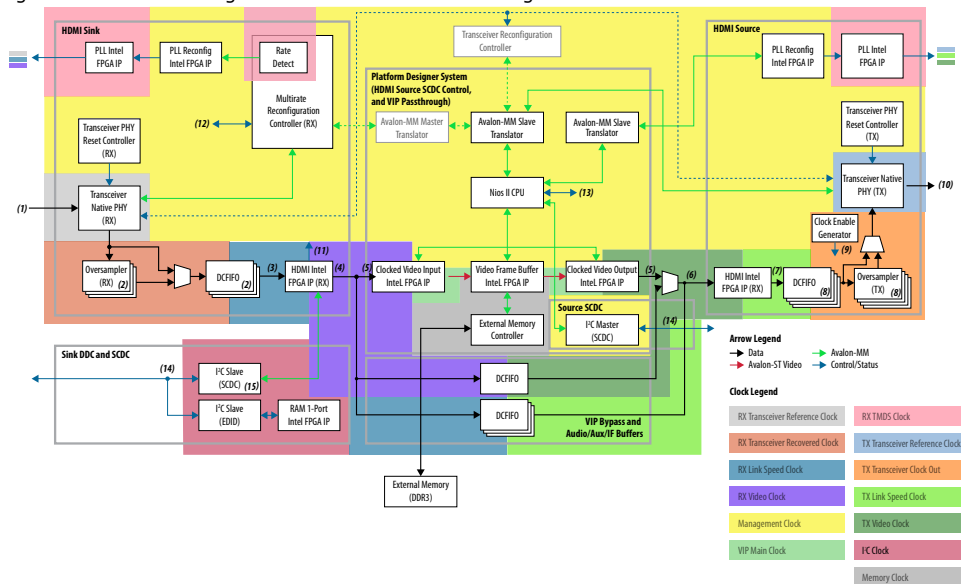 HDMI Sink
PLL Intel
FPGA IP
PLL Reconfig
Intel FPGA IP
Rate
Detect
Multirate
Reconfiguration
Controller (RX)
(12)
Transceiver PHY
Reset Controller
(RX)
Transceiver
Native PHY
(RX)
(1)
Oversampler
(RX)
(2)
DCFIFO
(2)
(3)
HDMI Intel
FPGA IP (RX)
(11)
(4)
(5)
Transceiver Reconfiguration
Controller
Platform Designer System
(HDMI Source SCDC Control,
and VIP Passthrough)
Avalon-MM Master
Translator
Avalon-MM Slave
Translator
Avalon-MM Slave
Translator
Nios II CPU
(13)
Clocked Video Input
InteL FPGA IP
Video Frame Buffer
InteL FPGA IP
Clocked Video Output
InteL FPGA IP
(5)
(6)
External Memory
Controller
Source SCDC
I²C Master
(SCDC)
(14)
HDMI Source
PLL Reconfig
Intel FPGA IP
PLL Intel
FPGA IP
Transceiver PHY
Reset Controller
(TX)
Transceiver Native
PHY (TX)
(10)
Clock Enable
Generator
(9)
HDMI Intel
FPGA IP (RX)
(7)
DCFIFO
(8)
Oversampler
(TX)
(8)
Sink DDC and SCDC
(14)
I²C Slave
(SCDC)
(15)
I²C Slave
(EDID)
RAM 1-Port
Intel FPGA IP
DCFIFO
DCFIFO
VIP Bypass and
Audio/Aux/IF Buffers
External Memory
(DDR3)
Arrow Legend
Data
Avalon-MM
Avalon-ST Video
Control/Status
Clock Legend
RX Transceiver Reference Clock
RX TMDS Clock
RX Transceiver Recovered Clock
TX Transceiver Reference Clock
RX Link Speed Clock
TX Transceiver Clock Out
RX Video Clock
TX Link Speed Clock
Management Clock
TX Video Clock
VIP Main Clock
I²C Clock
Memory Clock